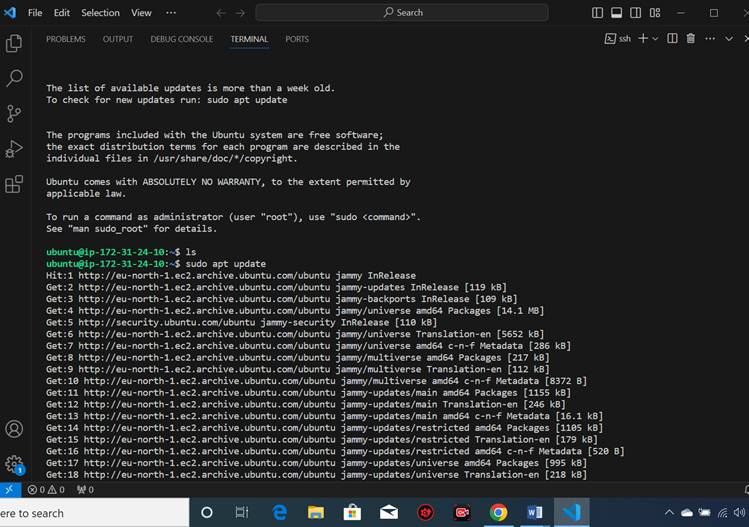 File Edit Selection View ... Search
PROBLEMS OUTPUT DEBUG CONSOLE TERMINAL PORTS ssh
The list of available updates is more than a week old.
To check for new updates run: sudo apt update
The programs included with the Ubuntu system are free software;
the exact distribution terms for each program are described in the
individual files in /usr/share/doc/*/copyright.
Ubuntu comes with ABSOLUTELY NO WARRANTY, to the extent permitted by
applicable law.
To run a command as administrator (user "root"), use "sudo <command>".
See "man sudo_root" for details.
ubuntu@ip-172-31-24-10:~$ ls
ubuntu@ip-172-31-24-10:~$ sudo apt update
Hit:1 http://eu-north-1.ec2.archive.ubuntu.com/ubuntu jammy InRelease
Get:2 http://eu-north-1.ec2.archive.ubuntu.com/ubuntu jammy-updates InRelease [119 kB]
Get:3 http://eu-north-1.ec2.archive.ubuntu.com/ubuntu jammy-backports InRelease [109 kB]
Get:4 http://eu-north-1.ec2.archive.ubuntu.com/ubuntu jammy/universe amd64 Packages [14.1 MB]
Get:5 http://security.ubuntu.com/ubuntu jammy-security InRelease [110 kB]
Get:6 http://eu-north-1.ec2.archive.ubuntu.com/ubuntu jammy/universe Translation-en [5652 kB]
Get:7 http://eu-north-1.ec2.archive.ubuntu.com/ubuntu jammy/universe amd64 c-n-f Metadata [286 kB]
Get:8 http://eu-north-1.ec2.archive.ubuntu.com/ubuntu jammy/multiverse amd64 Packages [217 kB]
Get:9 http://eu-north-1.ec2.archive.ubuntu.com/ubuntu jammy/multiverse Translation-en [112 kB]
Get:10 http://eu-north-1.ec2.archive.ubuntu.com/ubuntu jammy/multiverse amd64 c-n-f Metadata [8372 B]
Get:11 http://eu-north-1.ec2.archive.ubuntu.com/ubuntu jammy-updates/main amd64 Packages [1155 kB]
Get:12 http://eu-north-1.ec2.archive.ubuntu.com/ubuntu jammy-updates/main Translation-en [246 kB]
Get:13 http://eu-north-1.ec2.archive.ubuntu.com/ubuntu jammy-updates/main amd64 c-n-f Metadata [16.1 kB]
Get:14 http://eu-north-1.ec2.archive.ubuntu.com/ubuntu jammy-updates/restricted amd64 Packages [1105 kB]
Get:15 http://eu-north-1.ec2.archive.ubuntu.com/ubuntu jammy-updates/restricted Translation-en [179 kB]
Get:16 http://eu-north-1.ec2.archive.ubuntu.com/ubuntu jammy-updates/restricted amd64 c-n-f Metadata [520 B]
Get:17 http://eu-north-1.ec2.archive.ubuntu.com/ubuntu jammy-updates/universe amd64 Packages [995 kB]
Get:18 http://eu-north-1.ec2.archive.ubuntu.com/ubuntu jammy-updates/universe Translation-en [218 kB]
1
0 0 0
ere to search